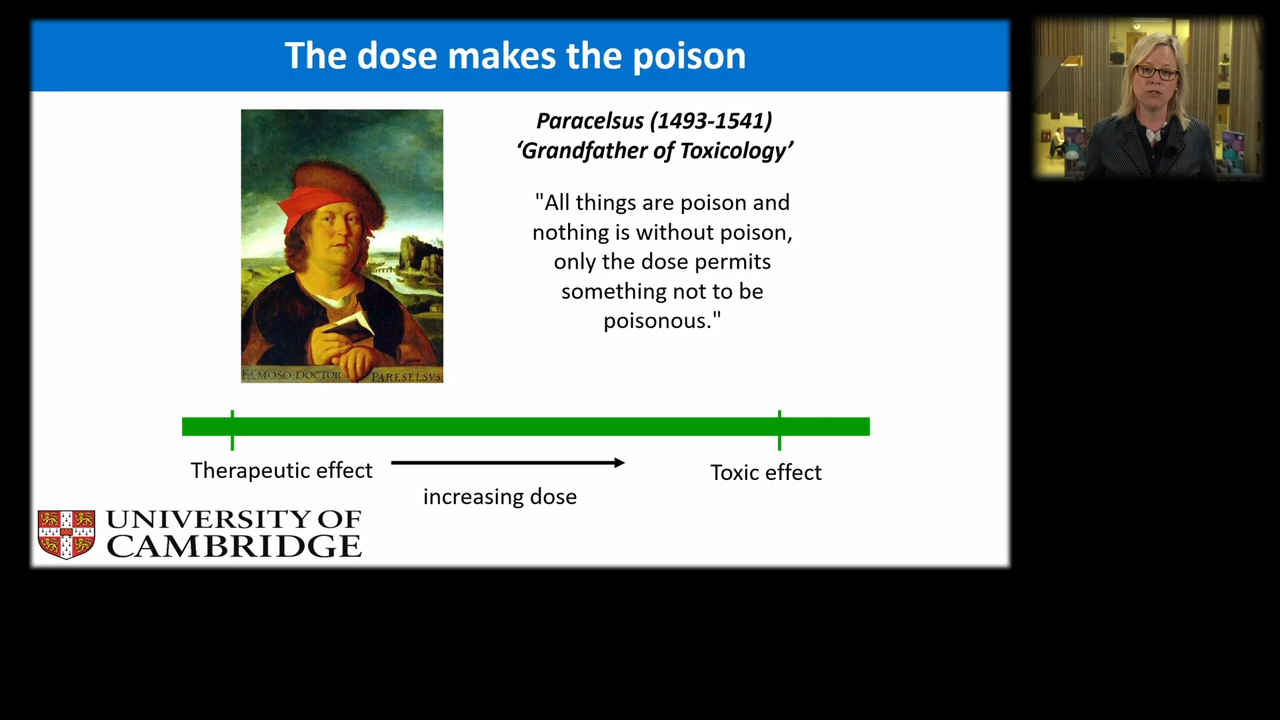 The dose makes the poison
Paracelsus (1493-1541)
‘Grandfather of Toxicology’
"All things are poison and
nothing is without poison,
only the dose permits
something not to be
poisonous."
FAMOSO DOCTOR PARESELSVS
Therapeutic effect
increasing dose
Toxic effect
UNIVERSITY OF
CAMBRIDGE